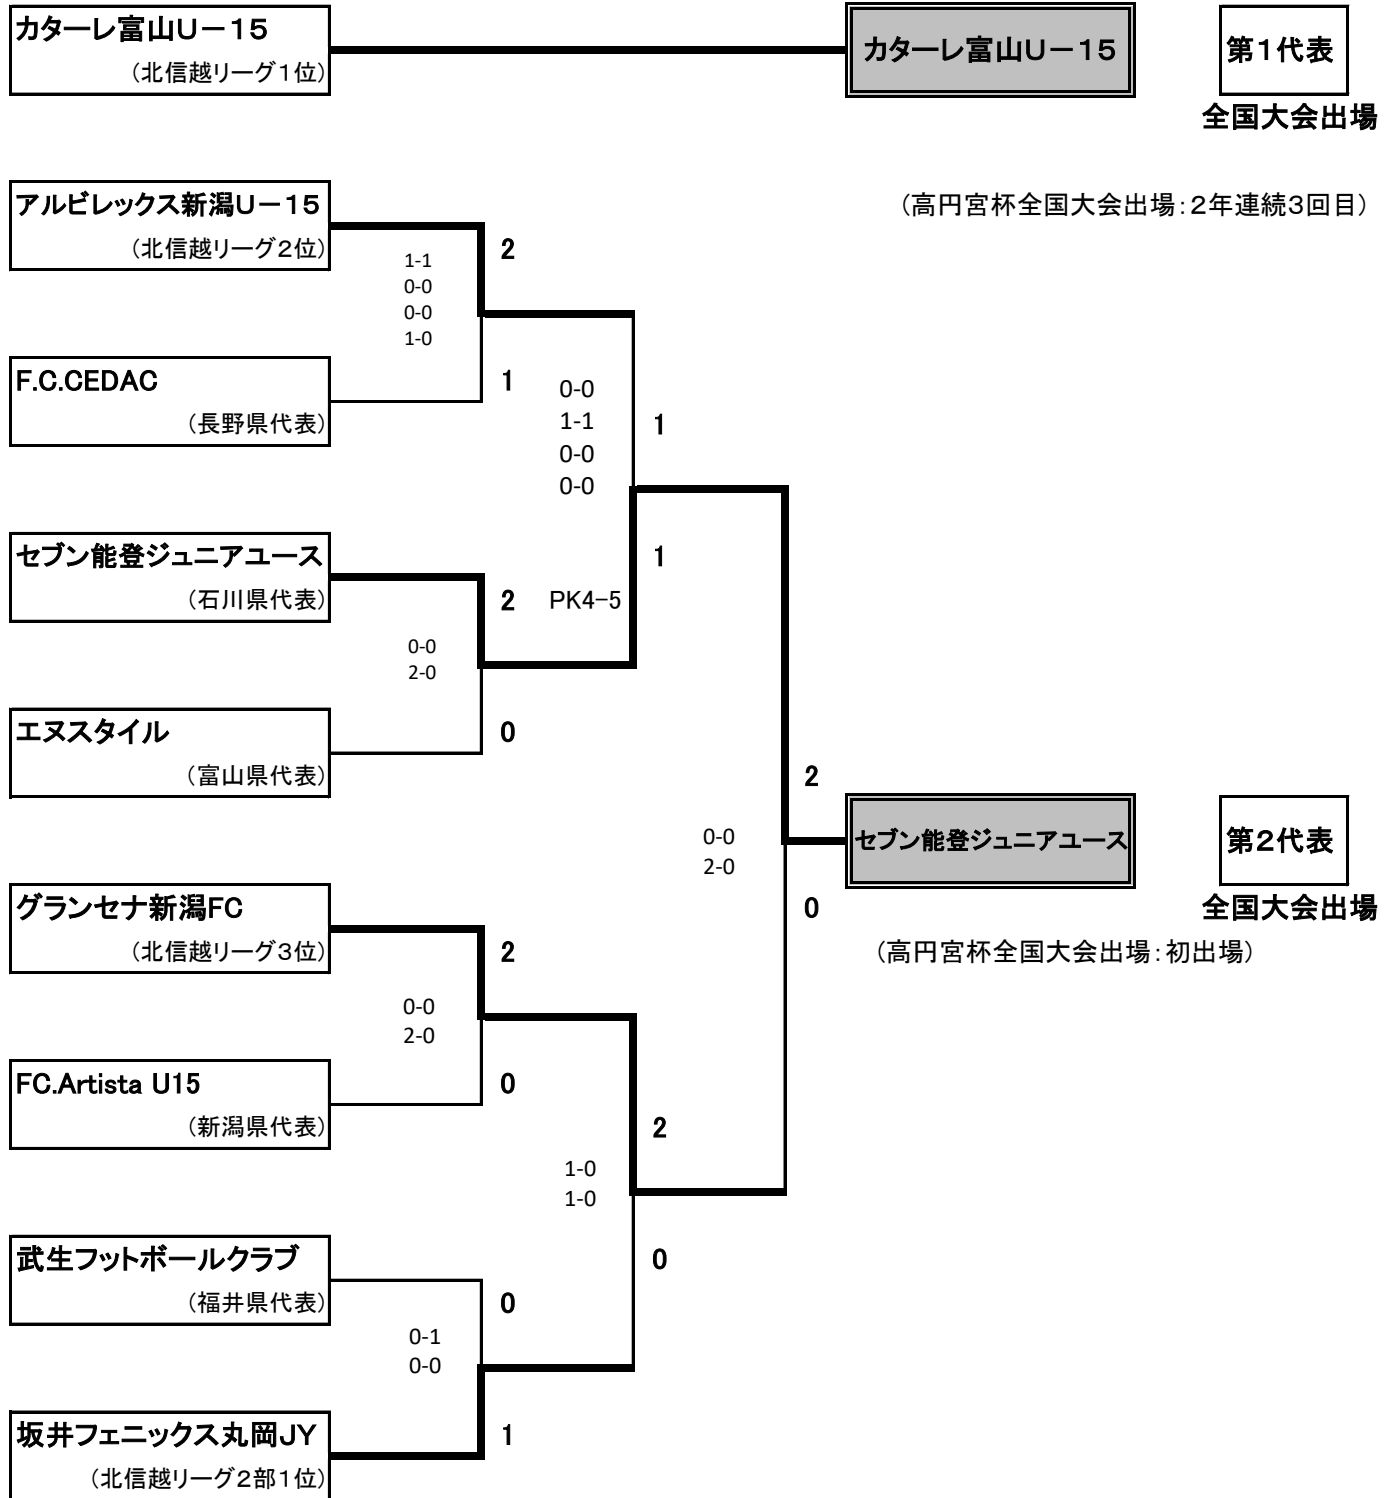 カターレ富山U－15
（北信越リーグ1位）
カターレ富山U－15
第1代表
全国大会出場
アルビレックス新潟U－15
（北信越リーグ2位）
（高円宮杯全国大会出場：2年連続3回目）
2
1-1
0-0
0-0
1-0
F.C.CEDAC
（長野県代表）
1
0-0
1-1
0-0
0-0
1
セブン能登ジュニアユース
（石川県代表）
1
2
PK4-5
0-0
2-0
エヌスタイル
（富山県代表）
0
2
0-0
2-0
セブン能登ジュニアユース
第2代表
全国大会出場
0
（高円宮杯全国大会出場：初出場）
グランセナ新潟FC
（北信越リーグ3位）
2
0-0
2-0
FC.Artista U15
（新潟県代表）
0
2
1-0
1-0
武生フットボールクラブ
（福井県代表）
0
0
0-1
0-0
坂井フェニックス丸岡JY
（北信越リーグ2部1位）
1